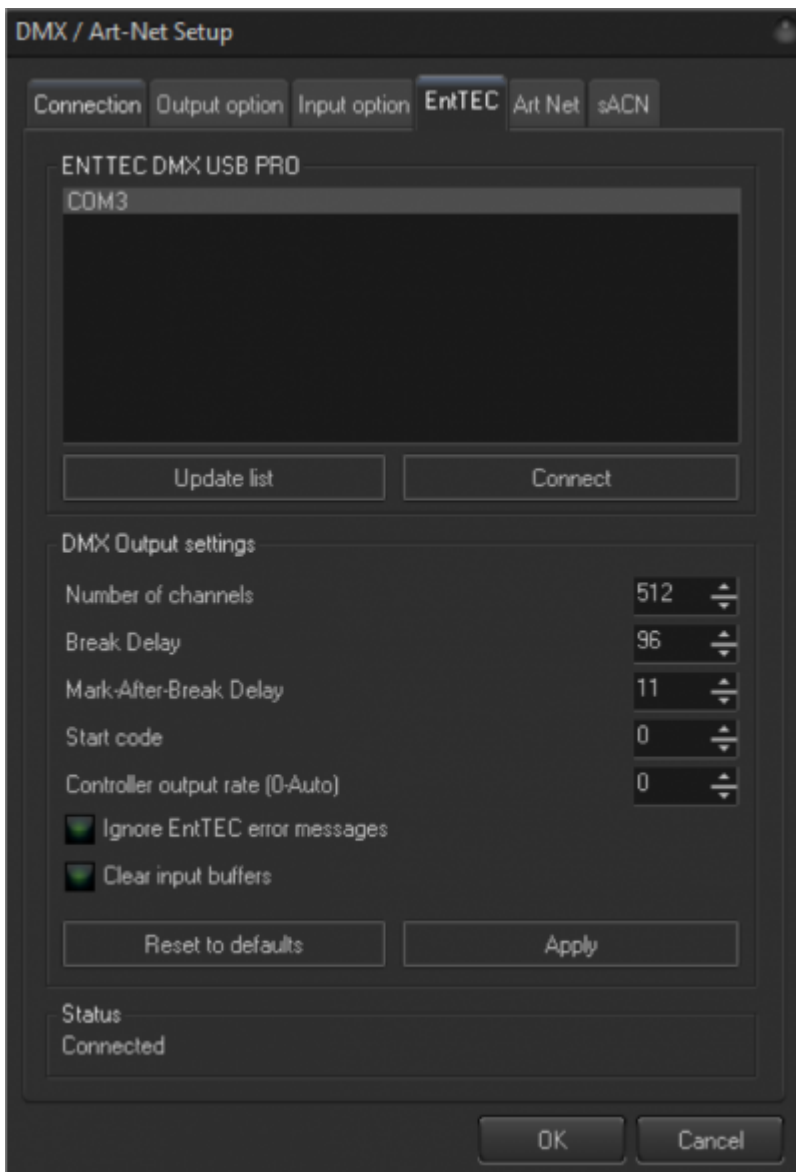 DMX / Art-Net Setup
Connection Output option Input option EntTEC Art Net sACN
ENTTEC DMX USB PRO
COM3
Update list Connect
DMX Output settings
Number of channels 512
Break Delay 96
Mark-After-Break Delay 11
Start code 0
Controller output rate (0-Auto) 0
Ignore EntTEC error messages
Clear input buffers
Reset to defaults Apply
Status
Connected
OK Cancel